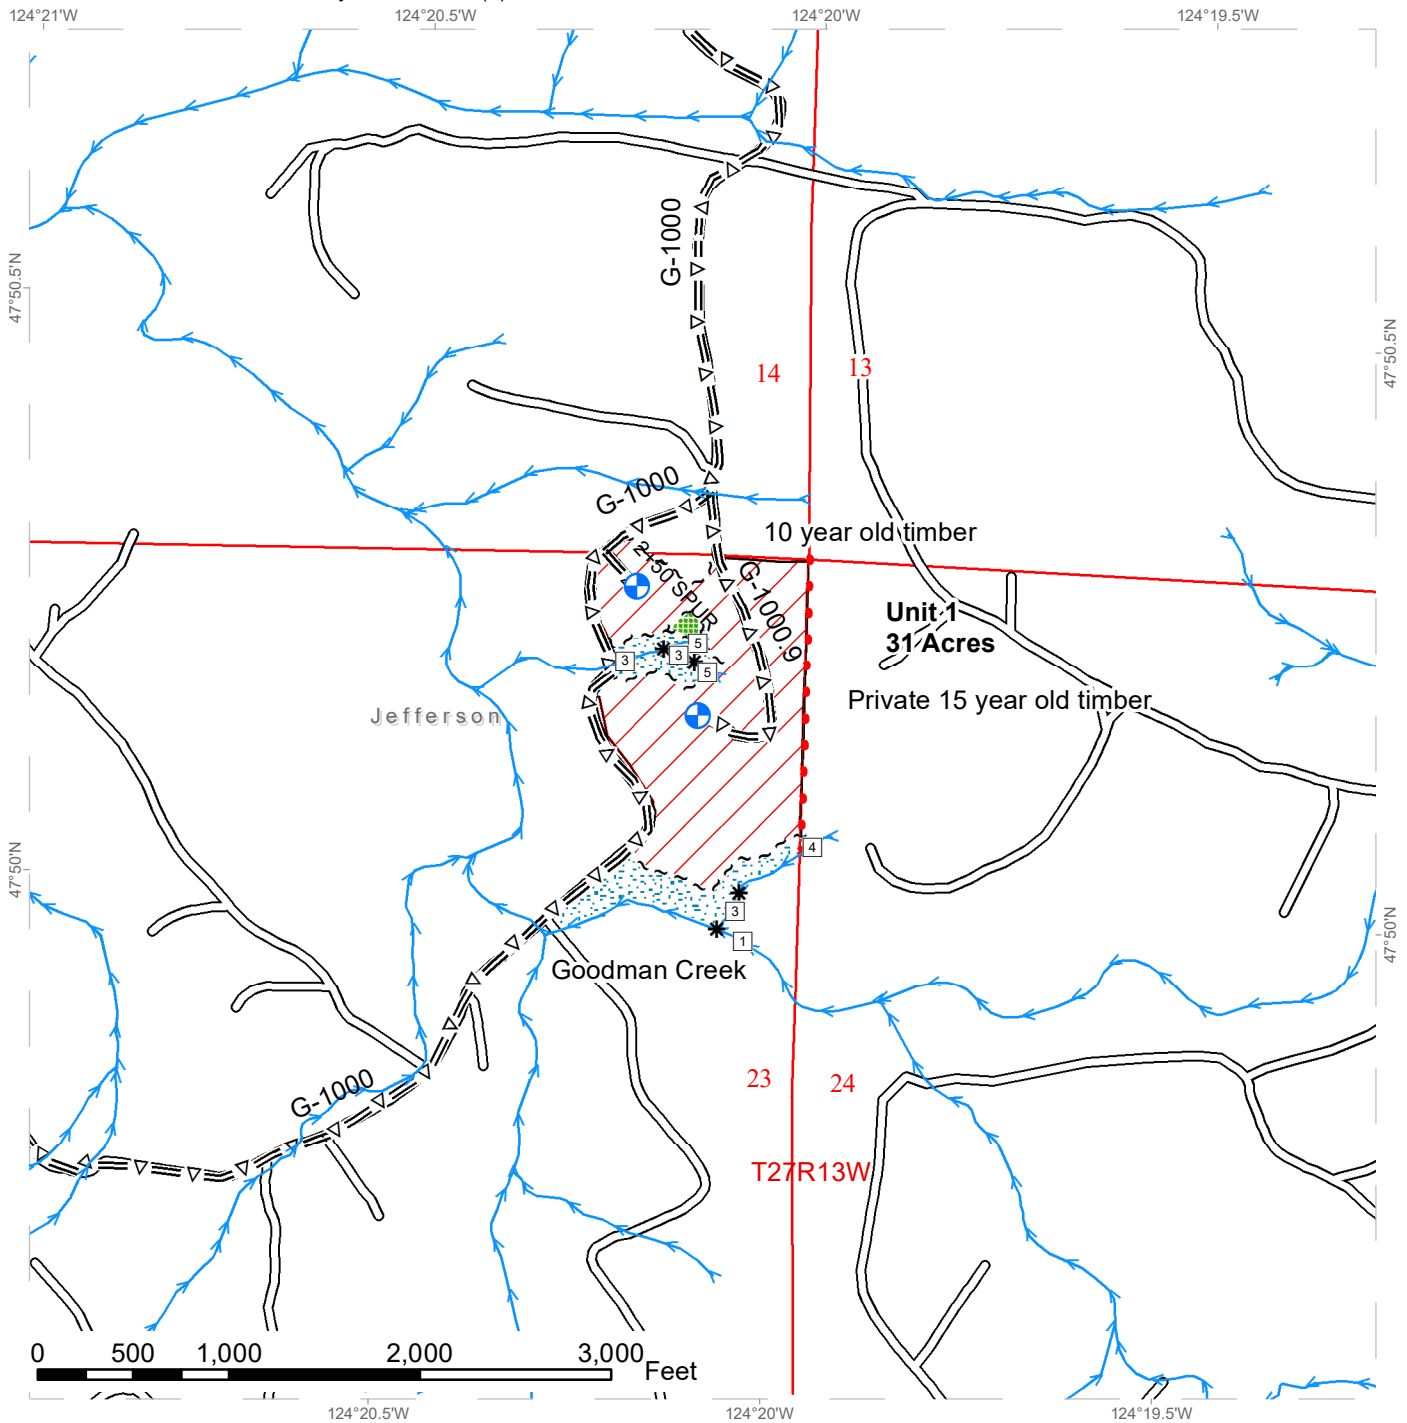 124°21'W
124°20.5'W
124°20'W
124°19.5'W
47°50.5'N
47°50.5'N
G-1000
14
13
G-1000
10 year old timber
2450 SPUR
G-1000.9
Unit 1
31 Acres
5
3
3
5
Private 15 year old timber
Jefferson
4
47°50'N
47°50'N
3
1
Goodman Creek
23
24
G-1000
T27R13W
0 500 1,000 2,000 3,000
Feet
124°20.5'W
124°20'W
124°19.5'W